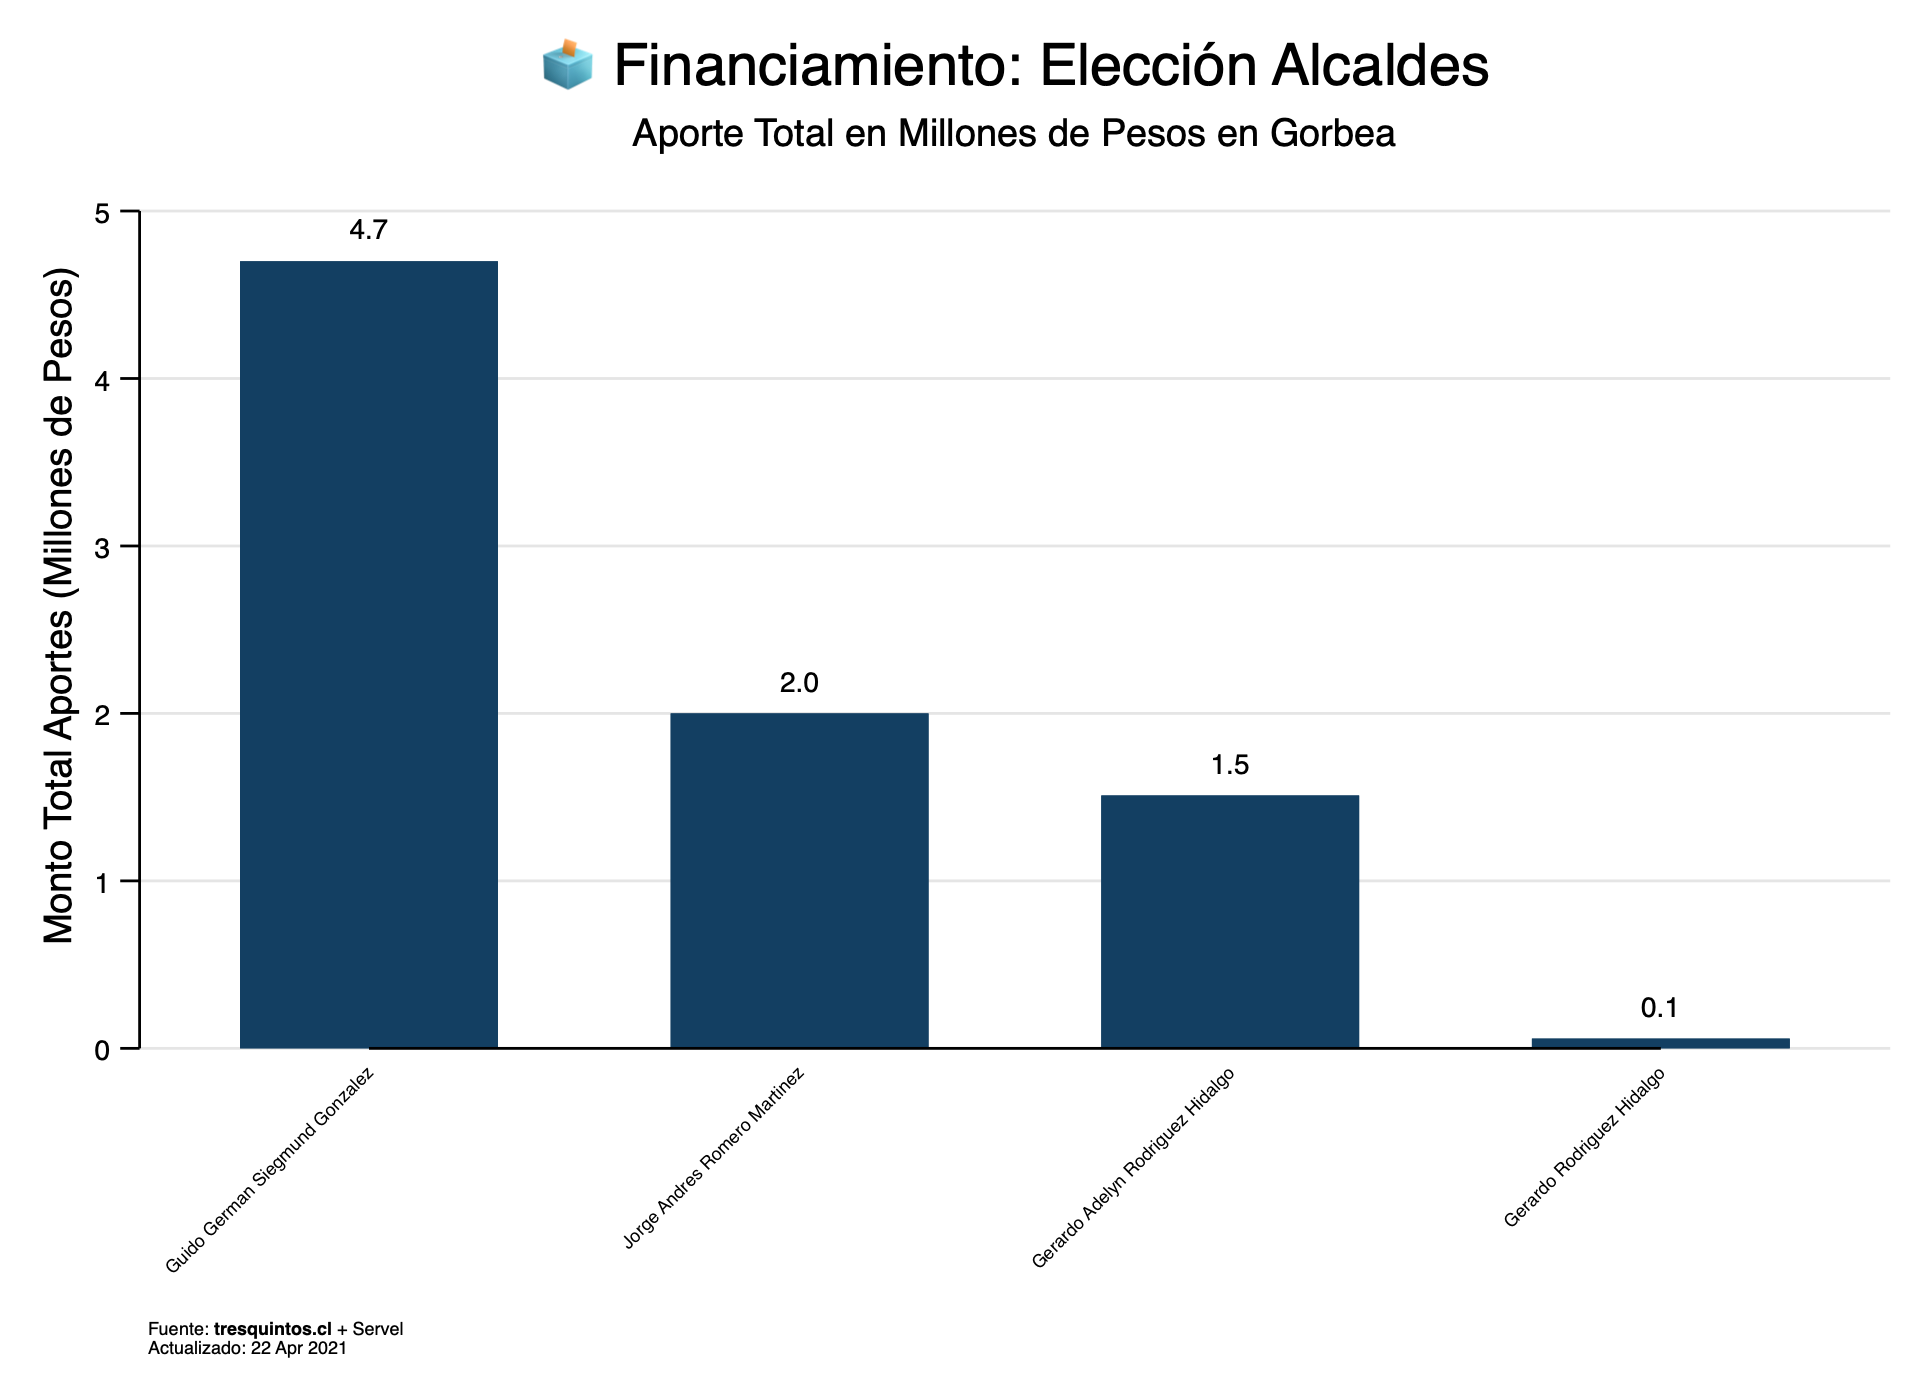 Financiamiento: Elección Alcaldes
Aporte Total en Millones de Pesos en Gorbea
Monto Total Aportes (Millones de Pesos)
5
4
3
2
1
0
4.7
2.0
1.5
0.1
Guido German Siegmund Gonzalez
Jorge Andres Romero Martinez
Gerardo Adelyn Rodriguez Hidalgo
Gerardo Rodriguez Hidalgo
Fuente: tresquintos.cl + Servel
Actualizado: 22 Apr 2021